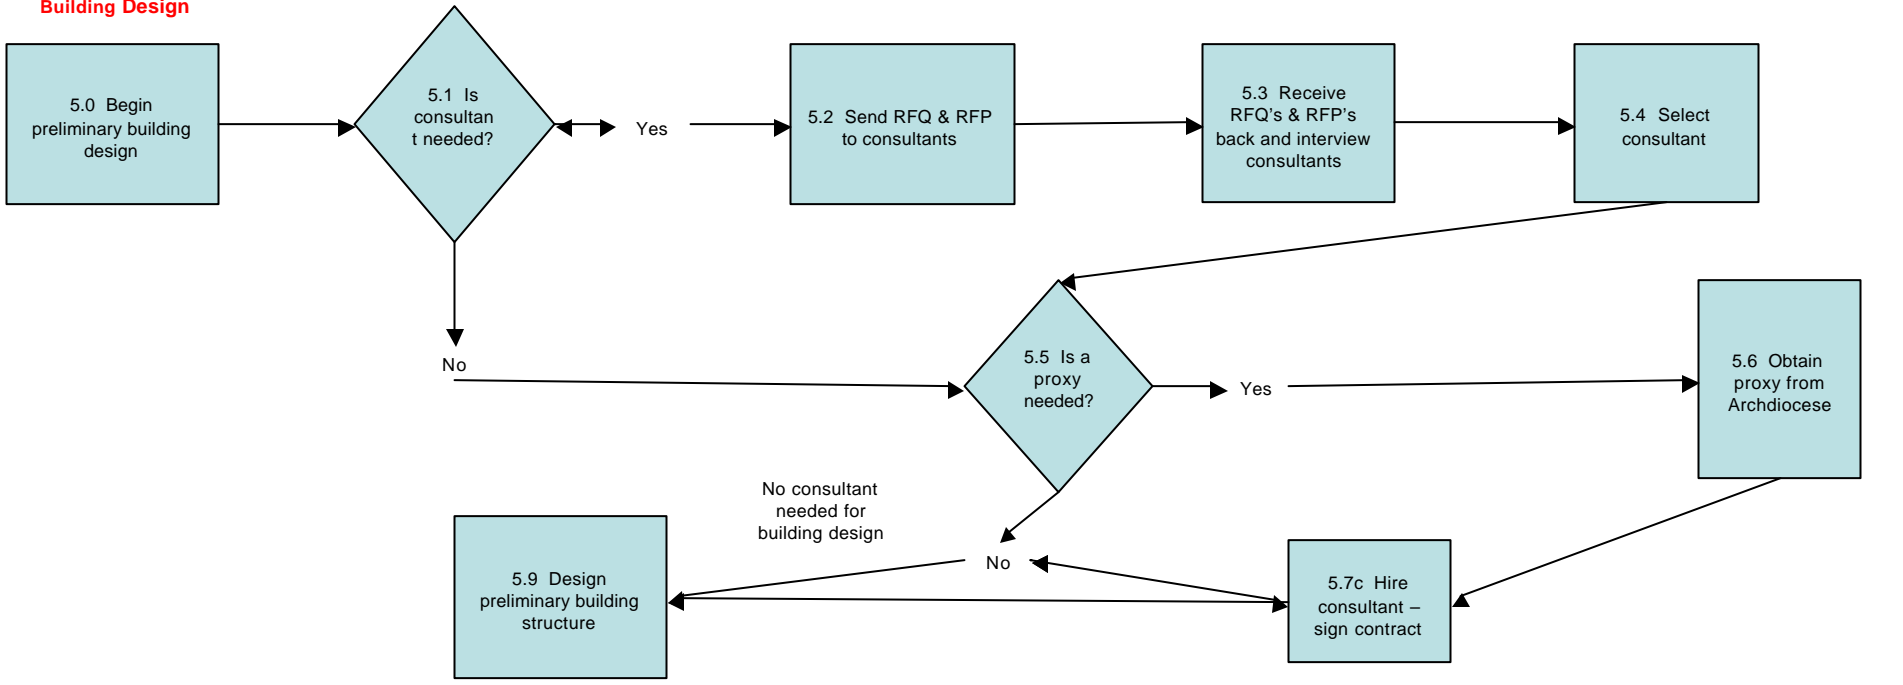 Building Design
5.0 Begin
preliminary building
design
5.1 Is
consultan
t needed?
Yes
5.2 Send RFQ & RFP
to consultants
5.3 Receive
RFQ's & RFP's
back and interview
consultants
5.4 Select
consultant
No
5.5 Is a
proxy
needed?
Yes
5.6 Obtain
proxy from
Archdiocese
No consultant
needed for
building design
No
5.7c Hire
consultant –
sign contract
5.9 Design
preliminary building
structure